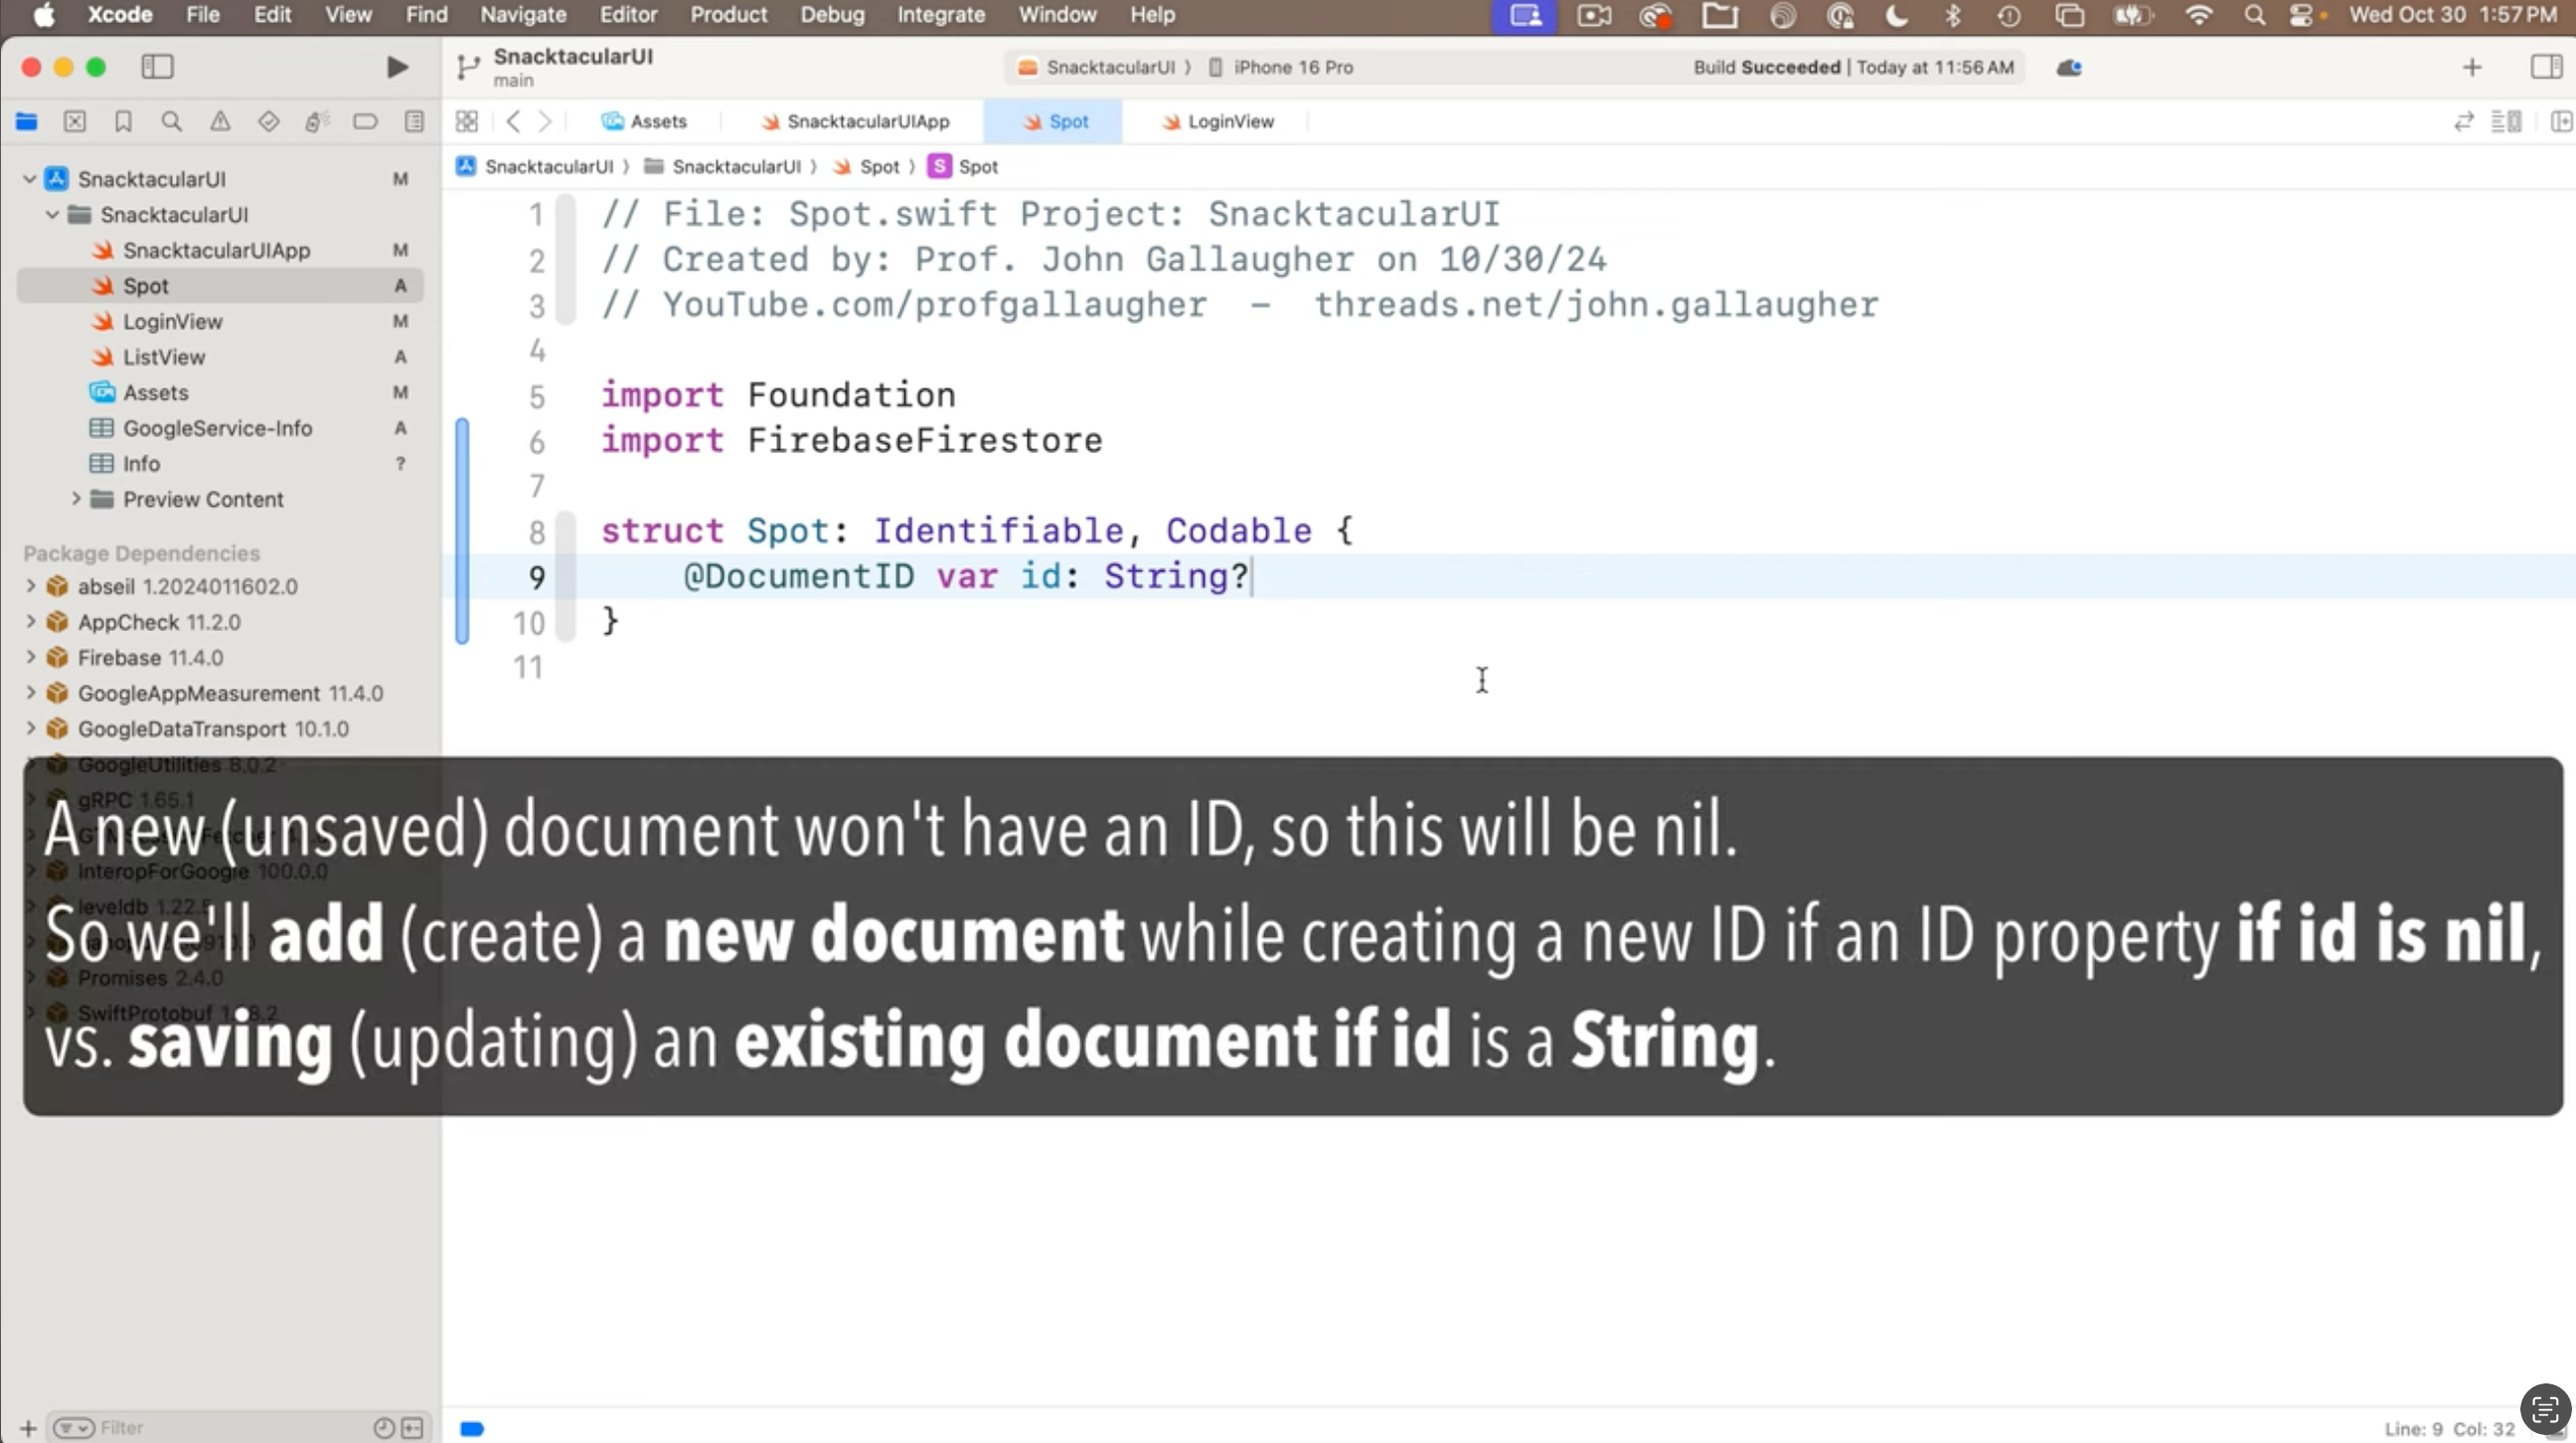 Xcode File Edit View Find Navigate Editor Product Debug Integrate Window Help Wed Oct 30 1:57 PM
SnacktacularUI
main
SnacktacularUI ⟩ iPhone 16 Pro
Build Succeeded | Today at 11:56 AM
Assets SnacktacularUIApp Spot LoginView
SnacktacularUI ⟩ SnacktacularUI ⟩ Spot ⟩ S Spot
SnacktacularUI M
SnacktacularUI
SnacktacularUIApp M
Spot A
LoginView M
ListView A
Assets M
GoogleService-Info A
Info ?
Preview Content
Package Dependencies
abseil 1.2024011602.0
AppCheck 11.2.0
Firebase 11.4.0
GoogleAppMeasurement 11.4.0
GoogleDataTransport 10.1.0
GoogleUtilities 8.0.2
gRPC 1.65.1
InteropForGoogle 100.0.0
leveldb 1.22.5
Promises 2.4.0
SwiftProtobuf
Filter
1 // File: Spot.swift Project: SnacktacularUI
2 // Created by: Prof. John Gallaugher on 10/30/24
3 // YouTube.com/profgallaugher – threads.net/john.gallaugher
4
5 import Foundation
6 import FirebaseFirestore
7
8 struct Spot: Identifiable, Codable {
9 @DocumentID var id: String?
10 }
11
A new (unsaved) document won't have an ID, so this will be nil.
So we'll add (create) a new document while creating a new ID if an ID property if id is nil,
vs. saving (updating) an existing document if id is a String.
Line: 9 Col: 32